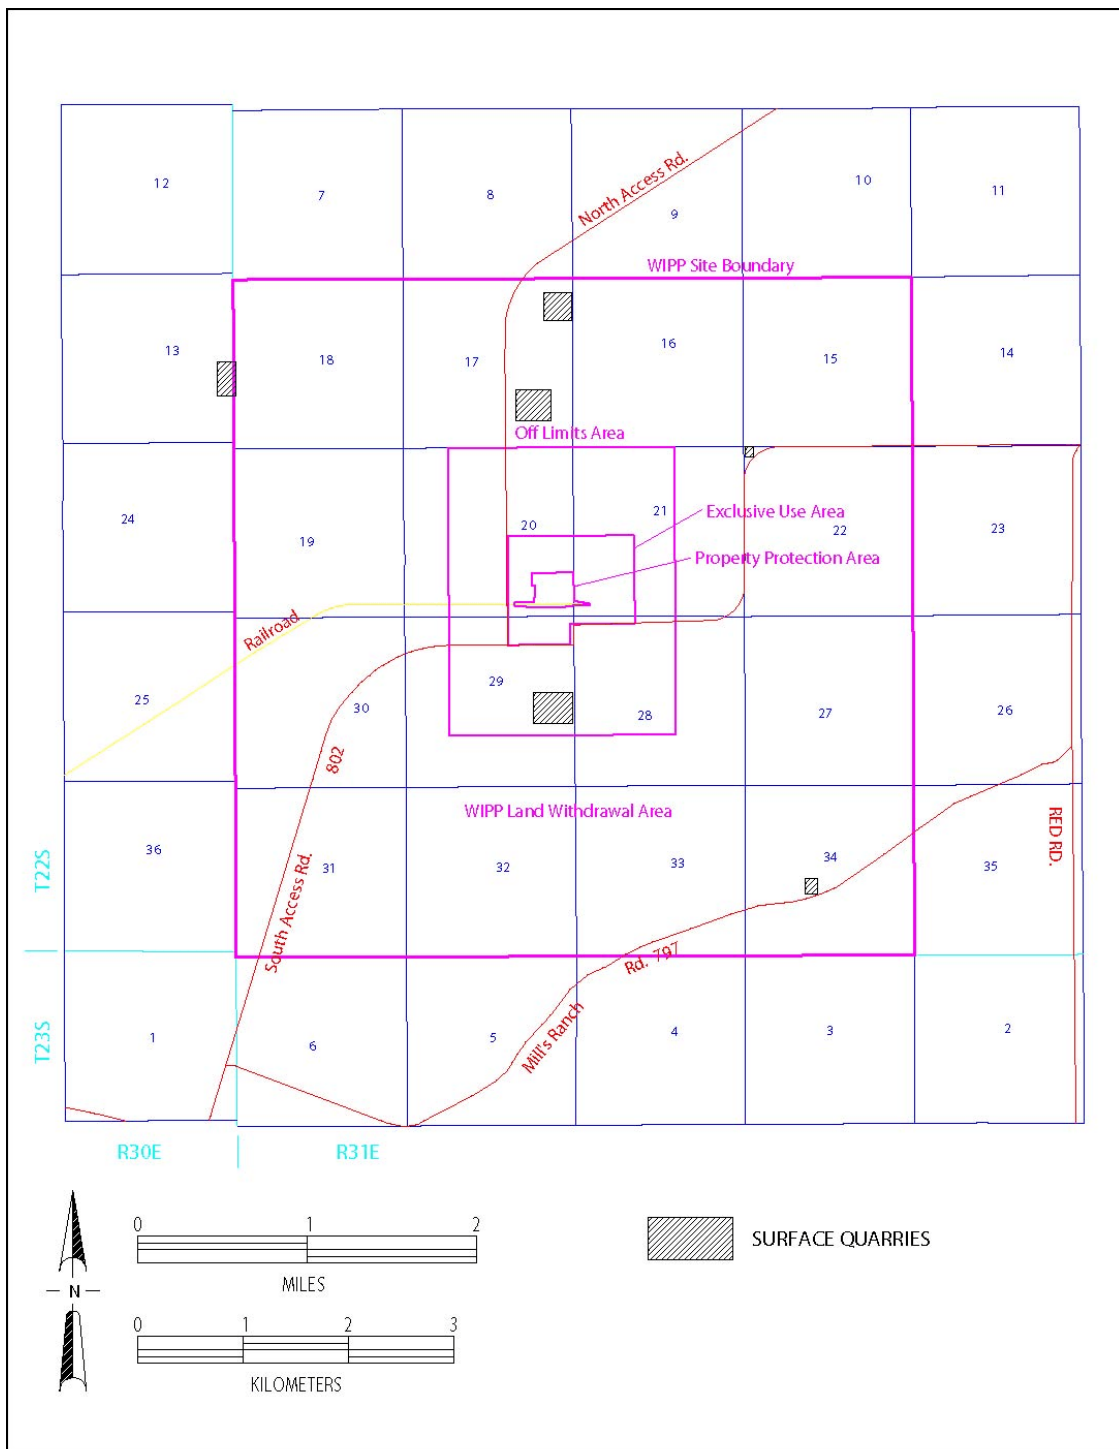 12
7
8
9
10
11
North Access Rd.
WIPP Site Boundary
13
18
17
16
15
14
Off Limits Area
24
19
20
21
22
23
Exclusive Use Area
Property Protection Area
Railroad
25
30
29
28
27
26
802
WIPP Land Withdrawal Area
36
31
32
33
34
35
RED RD.
T22S
South Access Rd.
Rd. 797
Mill's Ranch
T23S
1
6
5
4
3
2
R30E
R31E
0 1 2
MILES
N
0 1 2 3
KILOMETERS
SURFACE QUARRIES